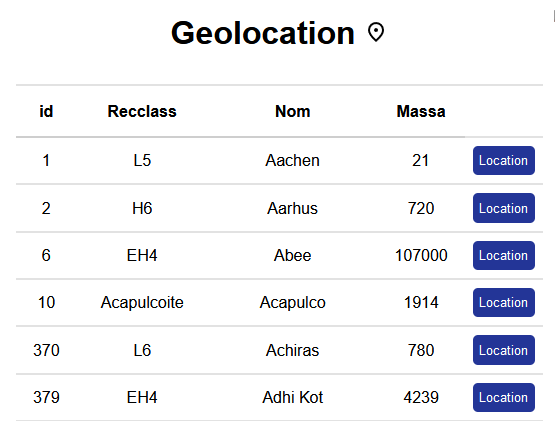 Geolocation
id Recclass Nom Massa
1 L5 Aachen 21 Location
2 H6 Aarhus 720 Location
6 EH4 Abee 107000 Location
10 Acapulcoite Acapulco 1914 Location
370 L6 Achiras 780 Location
379 EH4 Adhi Kot 4239 Location